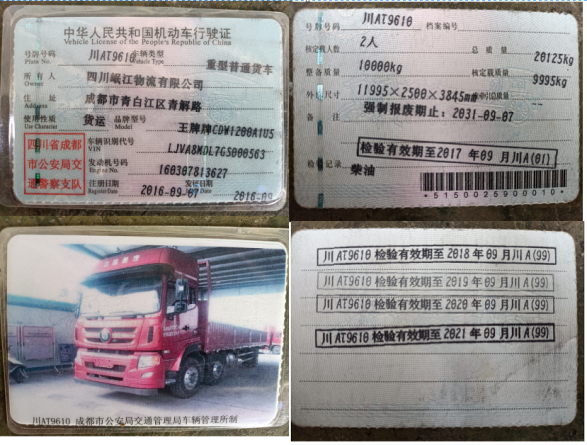 中华人民共和国机动车行驶证
Vehicle License of the People's Republic of China
号牌号码 川AT9610 车辆类型 重型普通货车
Plate No. Vehicle Type
所有人 四川岷江物流有限公司
Owner
住址 成都市青白江区青解路
Address
使用性质 货运 品牌型号 王牌牌CDW1200A1U5
Use Character Model
四川省成都
市公安局交
通警察支队
车辆识别代号
VIN
发动机号码 160307813627
Engine No.
注册日期 2016-09-07 发证日期
Register Date Issue Date
号牌号码 川AT9610 档案编号
核定载人数 2人 总质量 20125kg
整备质量 10000kg 核定载质量 9995kg
外廓尺寸 11995×2500×3845mm
备注 强制报废期止:2031-09-07
检验有效期至2017年09月川A(01)
检验记录 柴油
*5150025900010*
川AT9610 成都市公安局交通管理局车辆管理所制
川AT9610检验有效期至2018年09月川A(99)
川AT9610检验有效期至2019年09月川A(99)
川AT9610检验有效期至2020年09月川A(99)
川AT9610检验有效期至2021年09月川A(99)